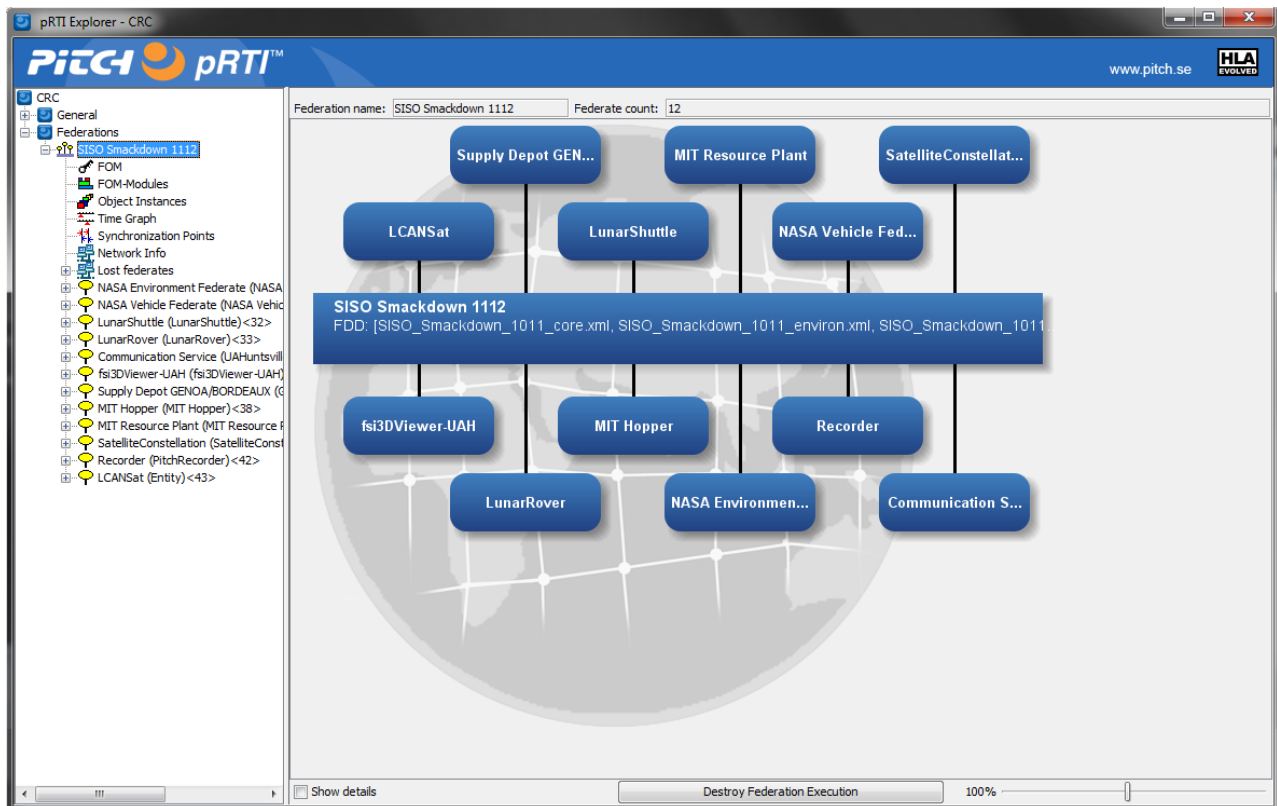 pRTI Explorer - CRC
PITCH pRTI™
www.pitch.se
HLA
EVOLVED
CRC
General
Federations
SISO Smackdown 1112
FOM
FOM-Modules
Object Instances
Time Graph
Synchronization Points
Network Info
Lost federates
NASA Environment Federate (NASA
NASA Vehicle Federate (NASA Vehic
LunarShuttle (LunarShuttle)<32>
LunarRover (LunarRover)<33>
Communication Service (UAHuntsvill
fsi3DViewer-UAH (fsi3DViewer-UAH)
Supply Depot GENOA/BORDEAUX (G
MIT Hopper (MIT Hopper)<38>
MIT Resource Plant (MIT Resource P
SatelliteConstellation (SatelliteConst
Recorder (PitchRecorder)<42>
LCANSat (Entity)<43>
Federation name: SISO Smackdown 1112 Federate count: 12
Supply Depot GEN... MIT Resource Plant SatelliteConstellat...
LCANSat LunarShuttle NASA Vehicle Fed...
SISO Smackdown 1112
FDD: [SISO_Smackdown_1011_core.xml, SISO_Smackdown_1011_environ.xml, SISO_Smackdown_1011...
fsi3DViewer-UAH MIT Hopper Recorder
LunarRover NASA Environmen... Communication S...
Show details Destroy Federation Execution 100%